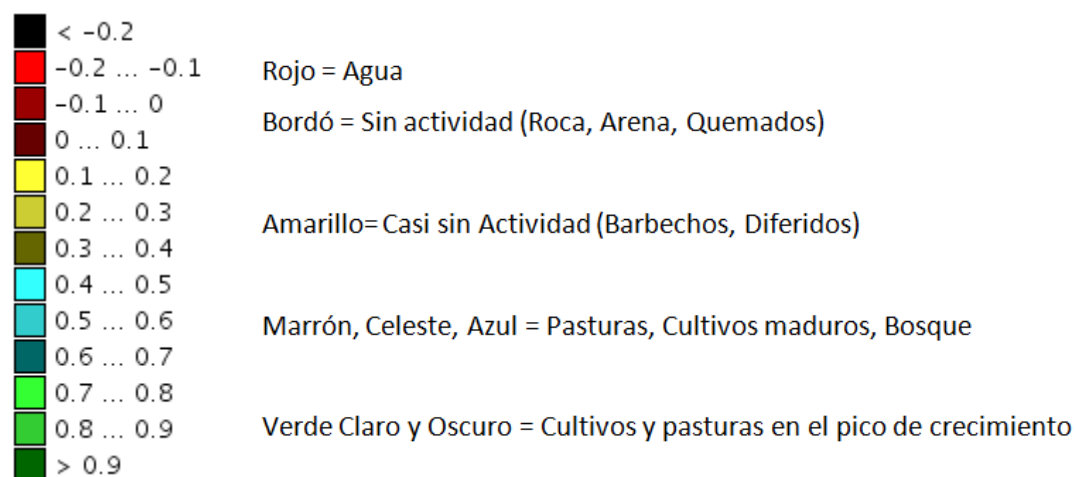 < -0.2
-0.2 ... -0.1
Rojo = Agua
-0.1 ... 0
Bordó = Sin actividad (Roca, Arena, Quemados)
0 ... 0.1
0.1 ... 0.2
0.2 ... 0.3
Amarillo= Casi sin Actividad (Barbechos, Diferidos)
0.3 ... 0.4
0.4 ... 0.5
0.5 ... 0.6
Marrón, Celeste, Azul = Pasturas, Cultivos maduros, Bosque
0.6 ... 0.7
0.7 ... 0.8
0.8 ... 0.9
Verde Claro y Oscuro = Cultivos y pasturas en el pico de crecimiento
> 0.9